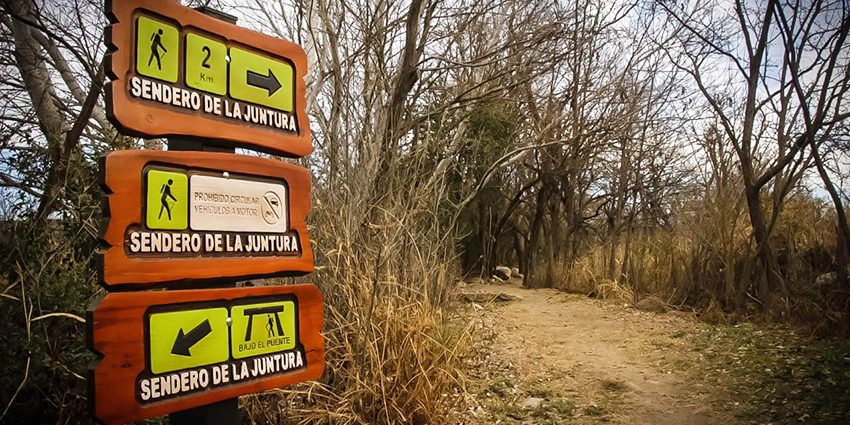 2
Km
SENDERO DE LA JUNTURA
PROHIBIDO CIRCULAR
VEHICULOS A MOTOR
SENDERO DE LA JUNTURA
BAJO EL PUENTE
SENDERO DE LA JUNTURA